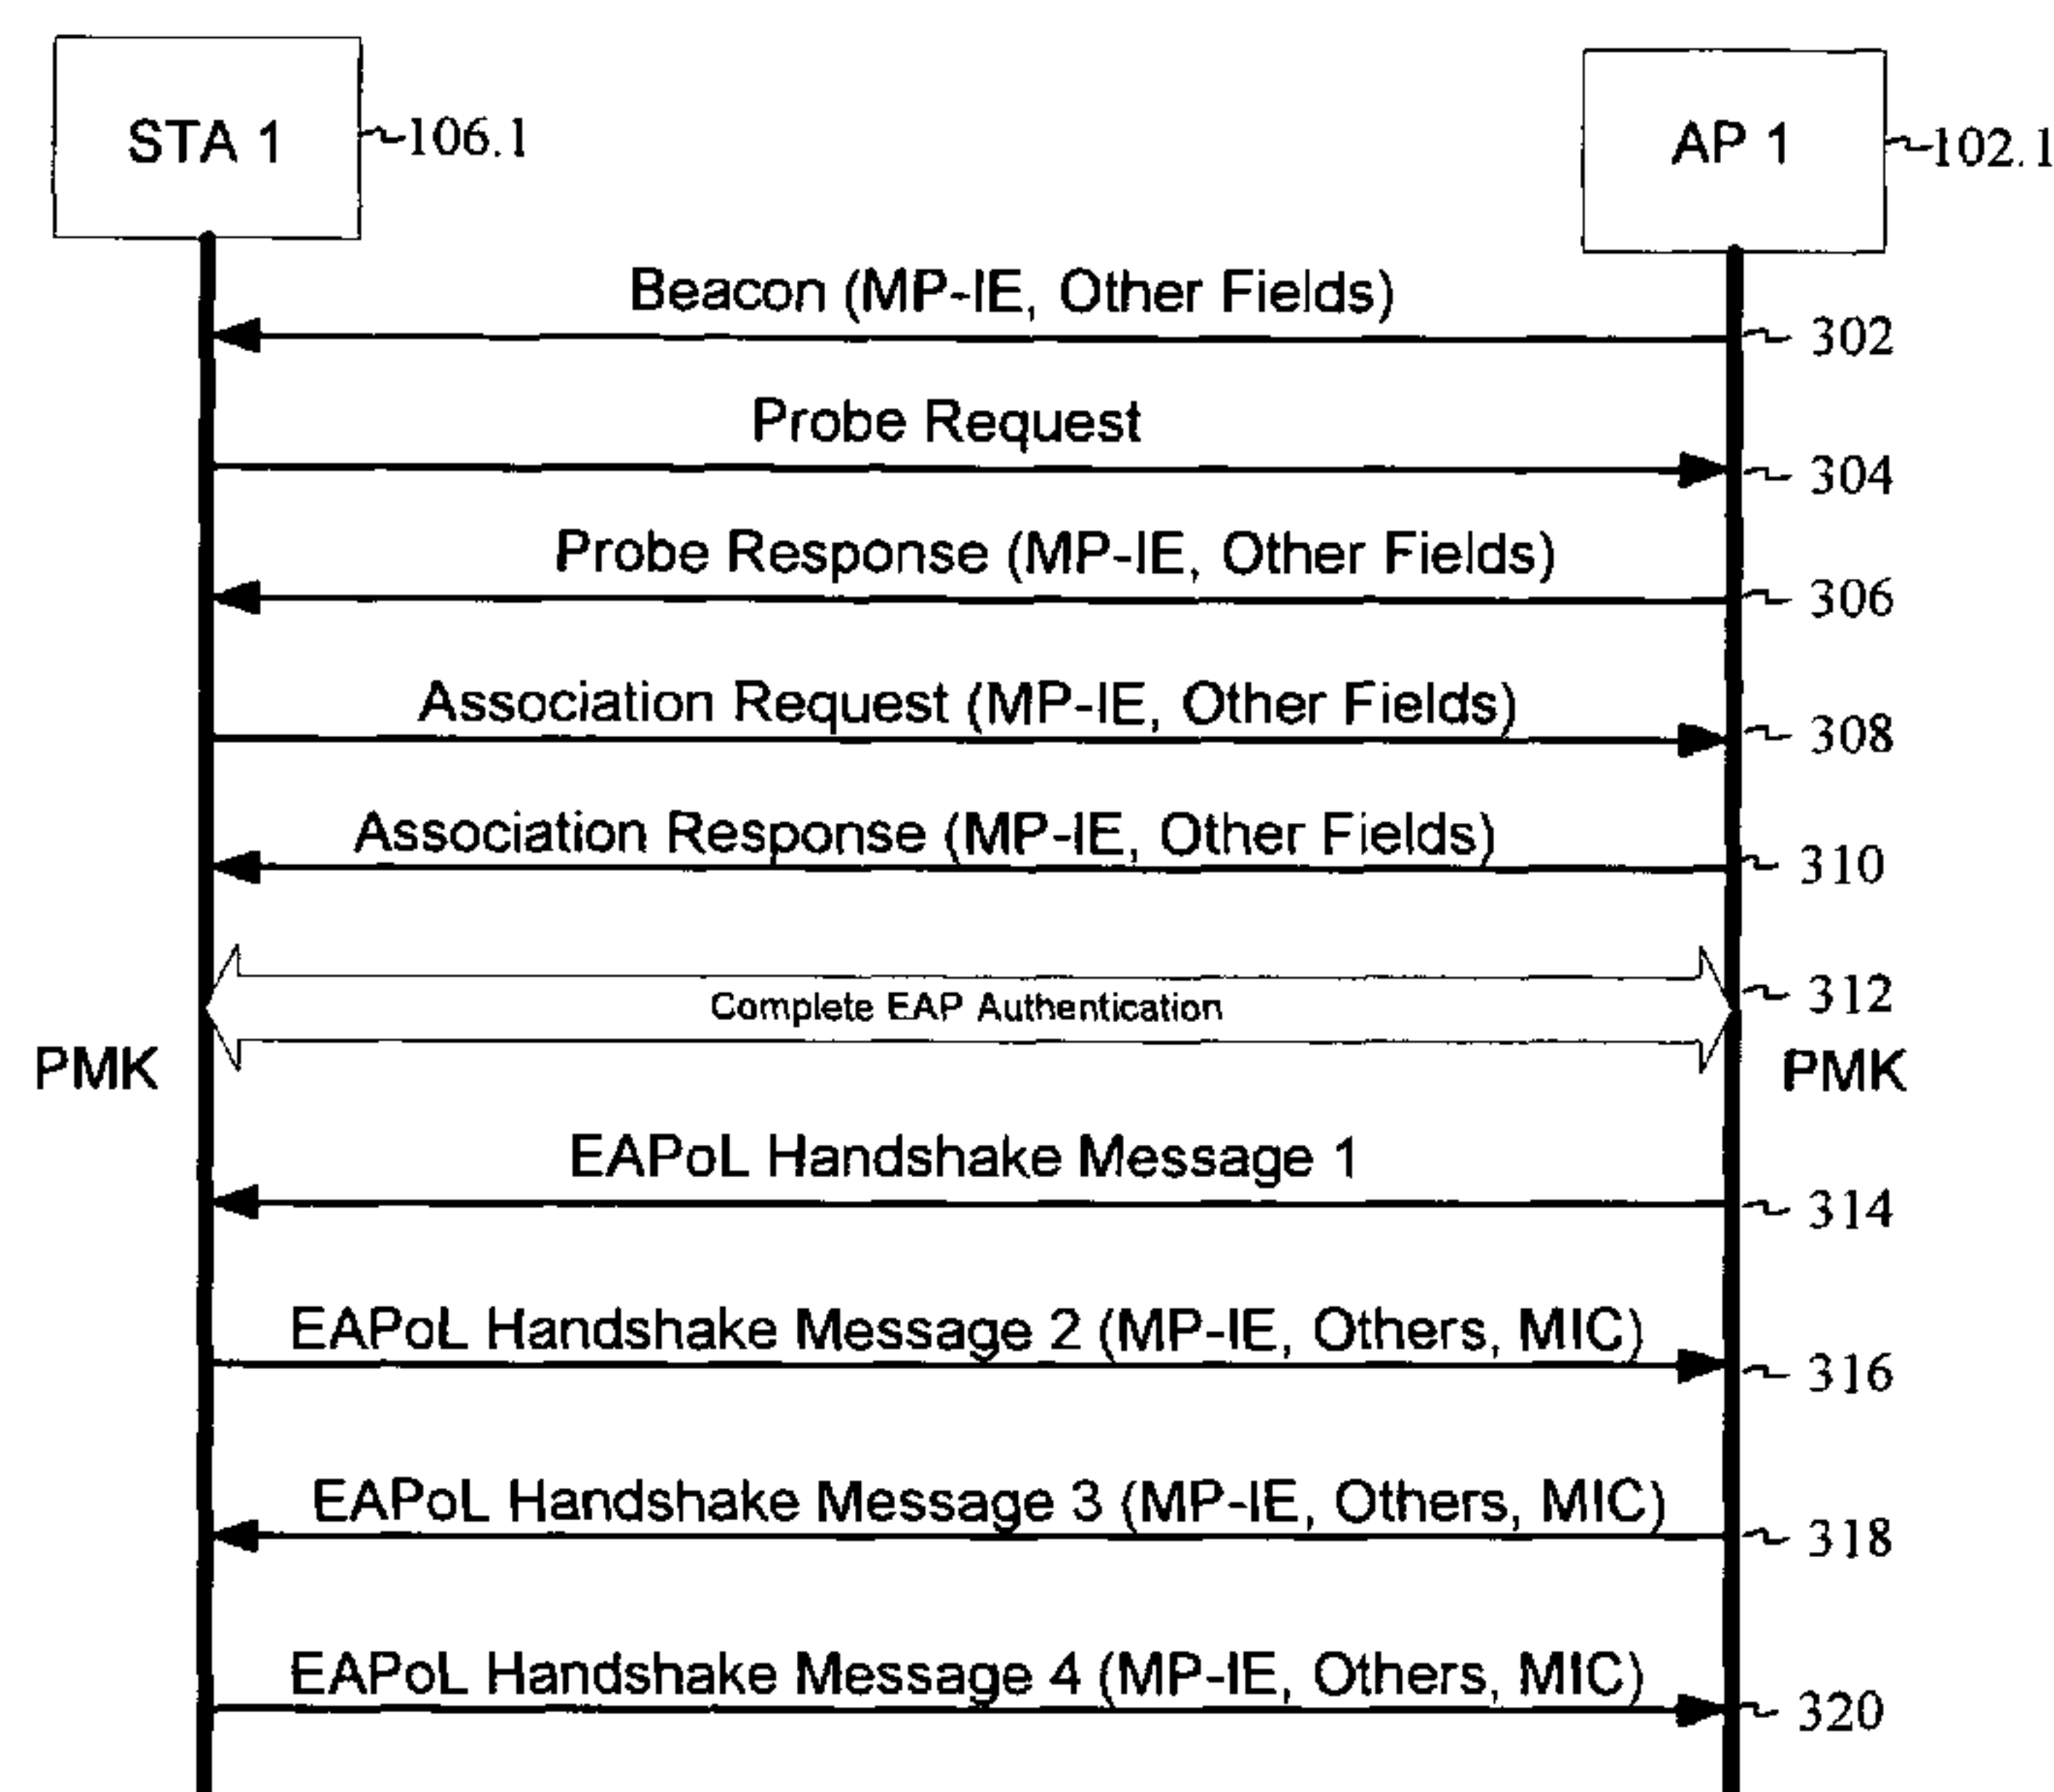 STA 1
106.1
AP 1
102.1
Beacon (MP-IE, Other Fields)
302
Probe Request
304
Probe Response (MP-IE, Other Fields)
306
Association Request (MP-IE, Other Fields)
308
Association Response (MP-IE, Other Fields)
310
Complete EAP Authentication
312
PMK
PMK
EAPoL Handshake Message 1
314
EAPoL Handshake Message 2 (MP-IE, Others, MIC)
316
EAPoL Handshake Message 3 (MP-IE, Others, MIC)
318
EAPoL Handshake Message 4 (MP-IE, Others, MIC)
320